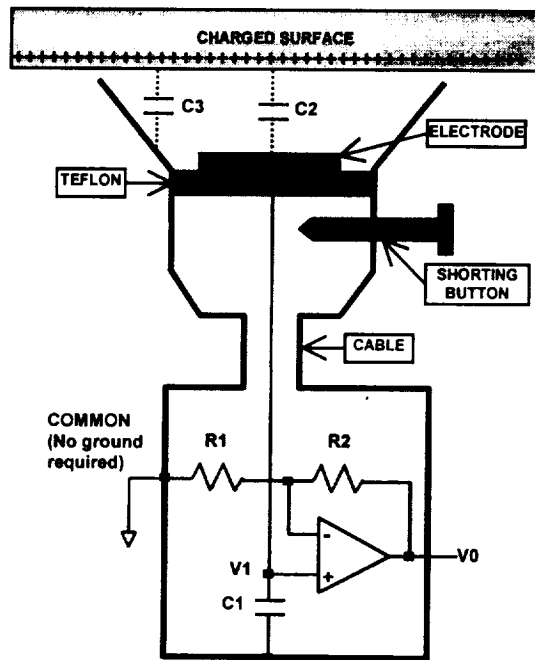 CHARGED SURFACE
C3
C2
ELECTRODE
TEFLON
SHORTING
BUTTON
CABLE
COMMON
(No ground
required)
R1
R2
-
V1
+
V0
C1